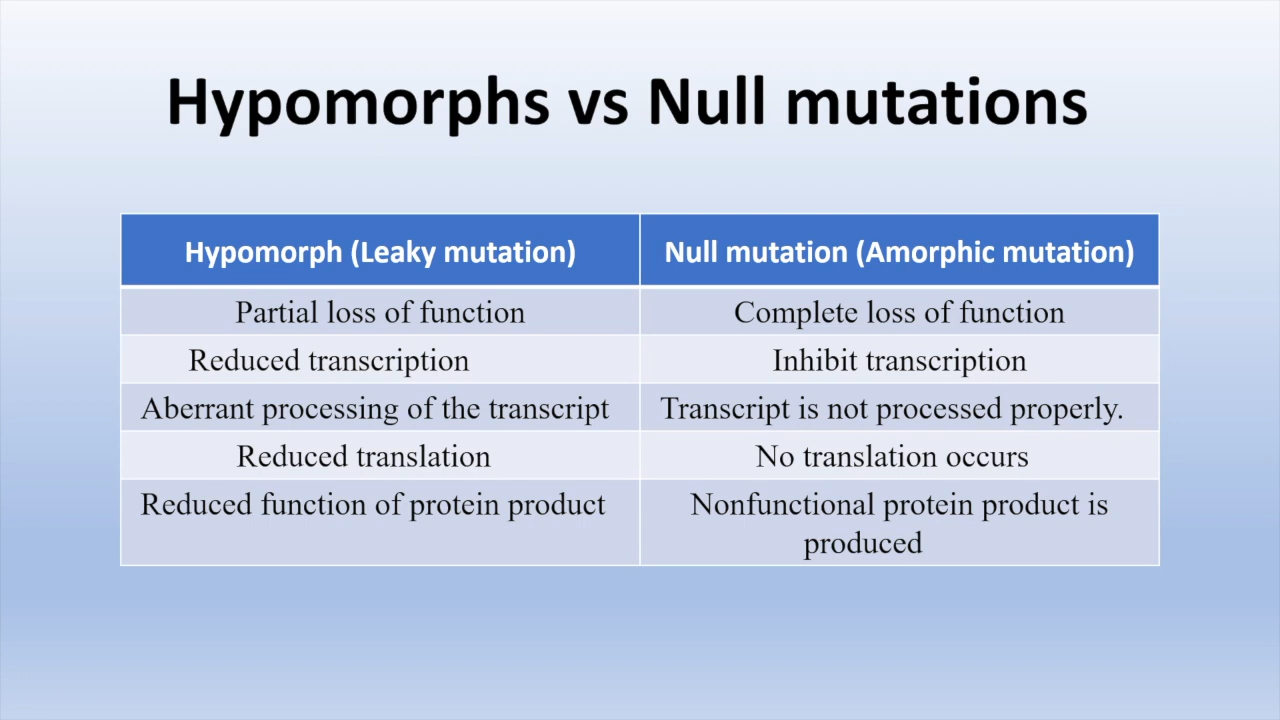 Hypomorphs vs Null mutations
Hypomorph (Leaky mutation)
Null mutation (Amorphic mutation)
Partial loss of function
Complete loss of function
Reduced transcription
Inhibit transcription
Aberrant processing of the transcript
Transcript is not processed properly.
Reduced translation
No translation occurs
Reduced function of protein product
Nonfunctional protein product is
produced